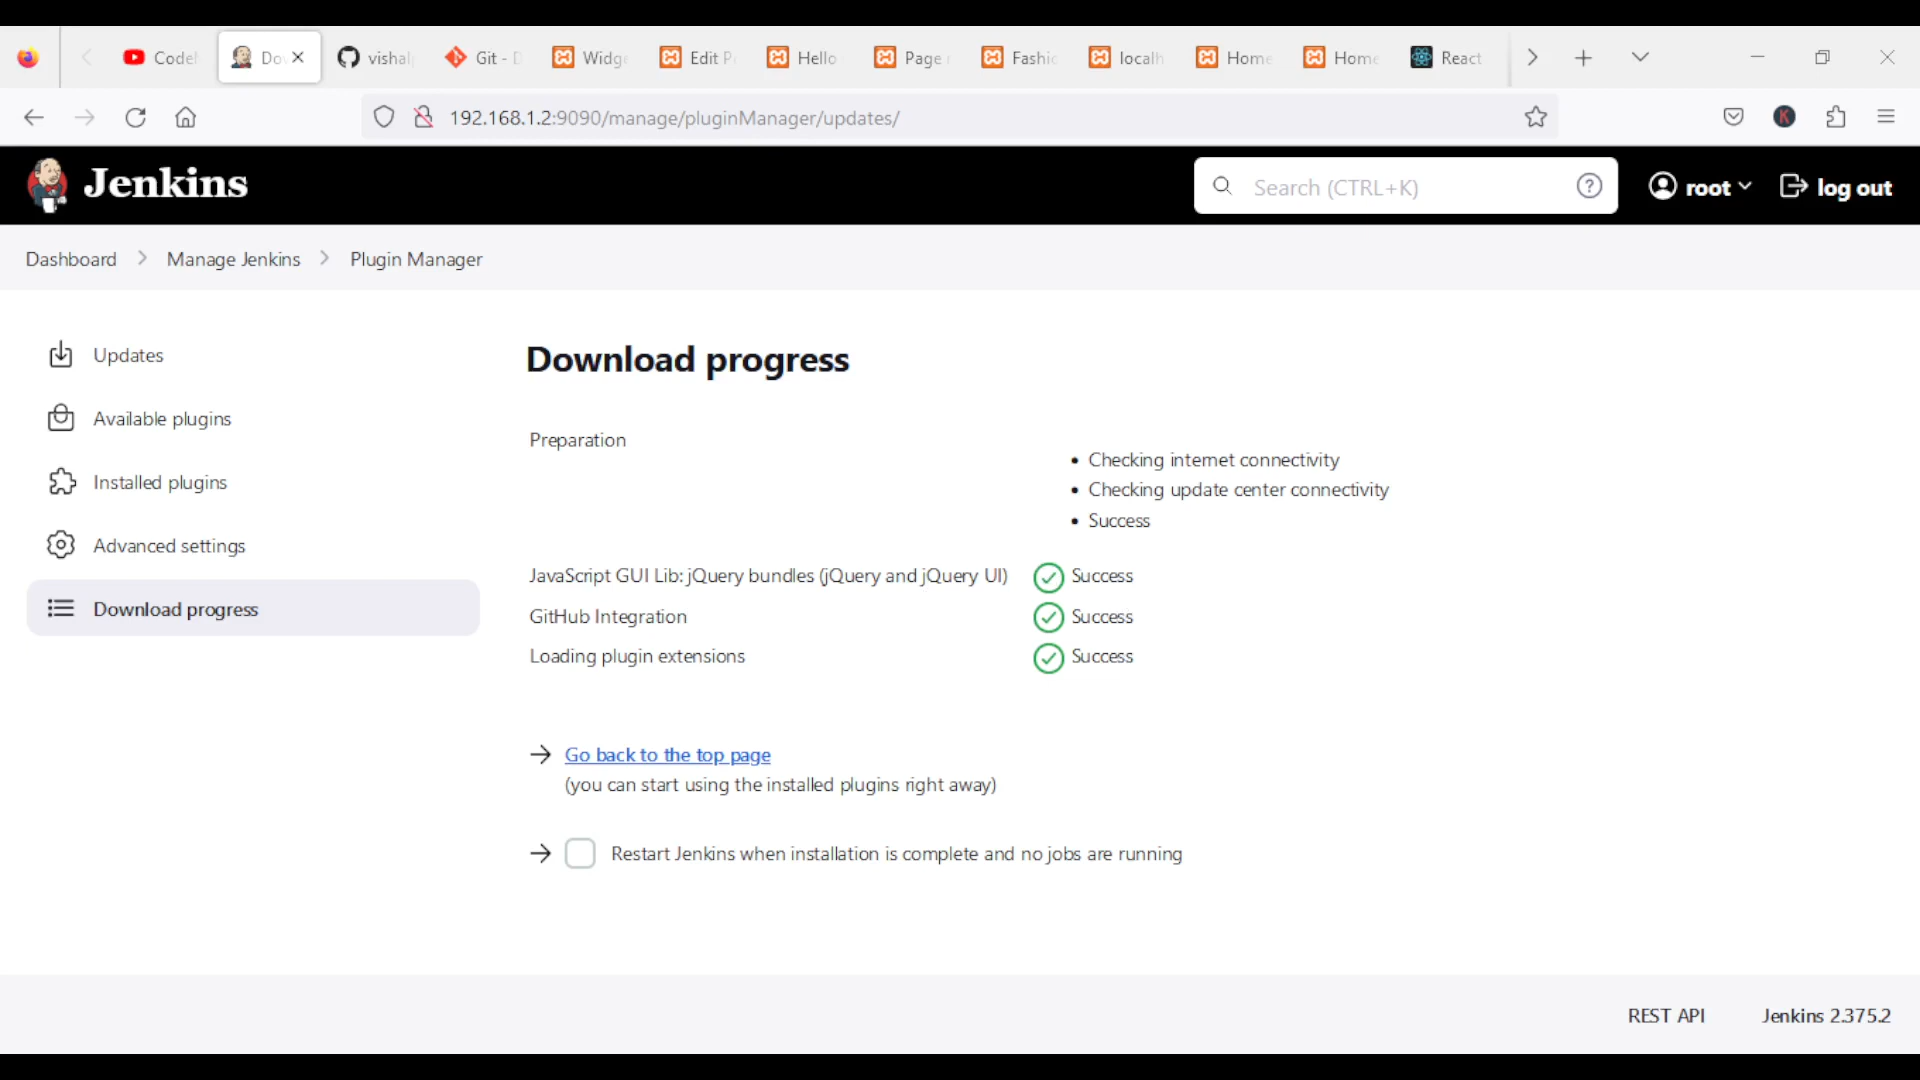 Codel
Do
vishal
Git - D
Widg
Edit P
Hello
Page
Fashi
localh
Home
Home
React
192.168.1.2:9090/manage/pluginManager/updates/
Jenkins
Search (CTRL+K)
root
log out
Dashboard
Manage Jenkins
Plugin Manager
Updates
Available plugins
Installed plugins
Advanced settings
Download progress
Download progress
Preparation
Checking internet connectivity
Checking update center connectivity
Success
JavaScript GUI Lib: jQuery bundles (jQuery and jQuery UI) Success
GitHub Integration Success
Loading plugin extensions Success
Go back to the top page
(you can start using the installed plugins right away)
Restart Jenkins when installation is complete and no jobs are running
REST API
Jenkins 2.375.2